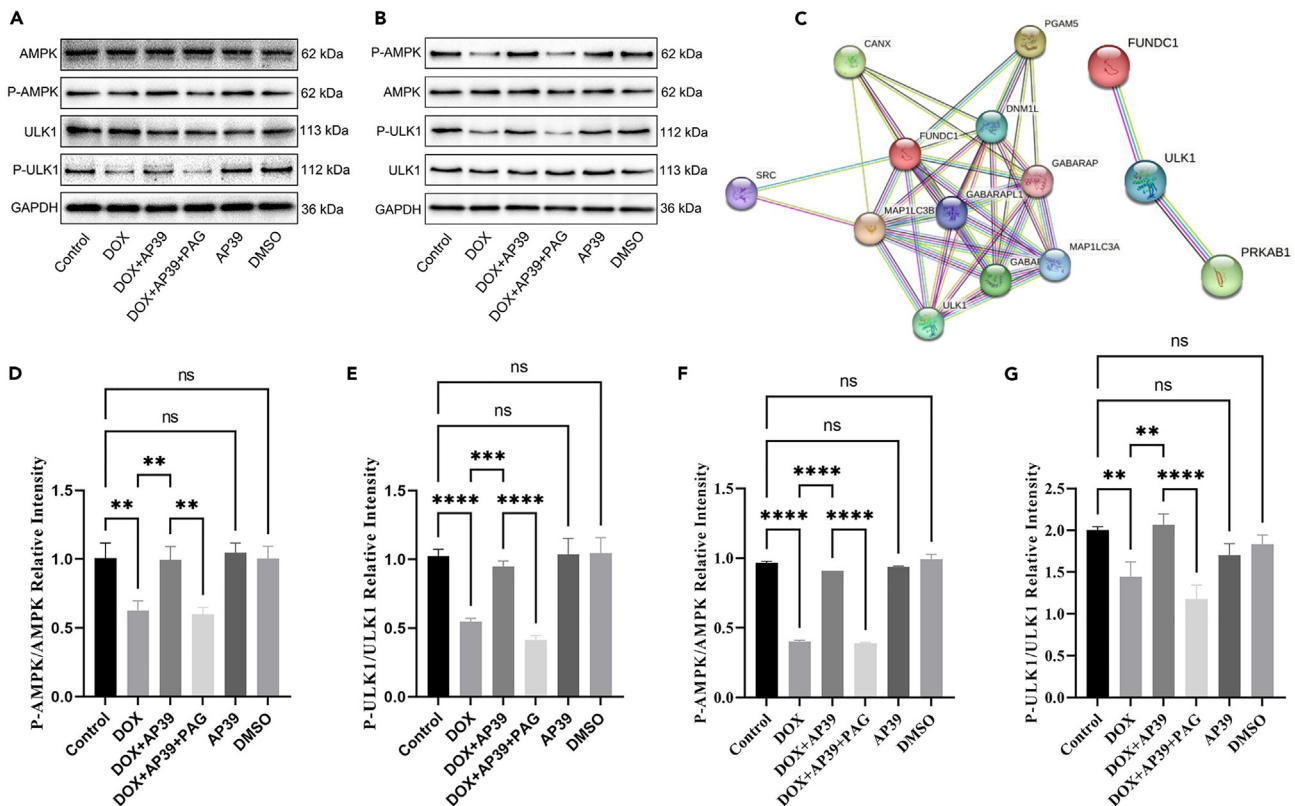 A
AMPK
62 kDa
P-AMPK
62 kDa
ULK1
113 kDa
P-ULK1
112 kDa
GAPDH
36 kDa
Control
DOX
DOX+AP39
DOX+AP39+PAG
AP39
DMSO
B
P-AMPK
62 kDa
AMPK
62 kDa
P-ULK1
112 kDa
ULK1
113 kDa
GAPDH
36 kDa
Control
DOX
DOX+AP39
DOX+AP39+PAG
AP39
DMSO
C
PGAM5
CANX
DNM1L
FUNDC1
GABARAP
SRC
GABARAPL1
MAP1LC3B
MAP1LC3A
ULK1
FUNDC1
ULK1
PRKAB1
D
ns
ns
**
**
**
P-AMPK/AMPK Relative Intensity
1.5
1.0
0.5
0.0
Control
DOX
DOX+AP39
DOX+AP39+PAG
AP39
DMSO
E
ns
ns
***
****
****
P-ULK1/ULK1 Relative Intensity
1.5
1.0
0.5
0.0
Control
DOX
DOX+AP39
DOX+AP39+PAG
AP39
DMSO
F
ns
ns
****
****
****
P-AMPK/AMPK Relative Intensity
1.5
1.0
0.5
0.0
Control
DOX
DOX+AP39
DOX+AP39+PAG
AP39
DMSO
G
ns
ns
**
**
****
P-ULK1/ULK1 Relative Intensity
2.5
2.0
1.5
1.0
0.5
0.0
Control
DOX
DOX+AP39
DOX+AP39+PAG
AP39
DMSO